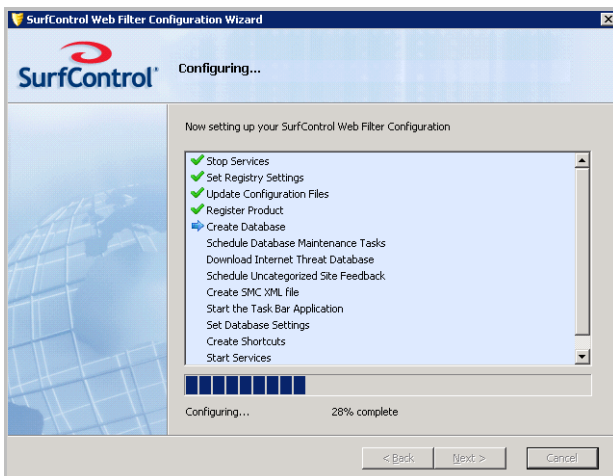 SurfControl Web Filter Configuration Wizard
SurfControl
Configuring...
Now setting up your SurfControl Web Filter Configuration
Stop Services
Set Registry Settings
Update Configuration Files
Register Product
Create Database
Schedule Database Maintenance Tasks
Download Internet Threat Database
Schedule Uncategorized Site Feedback
Create SMC XML file
Start the Task Bar Application
Set Database Settings
Create Shortcuts
Start Services
Configuring... 28% complete
< Back Next > Cancel